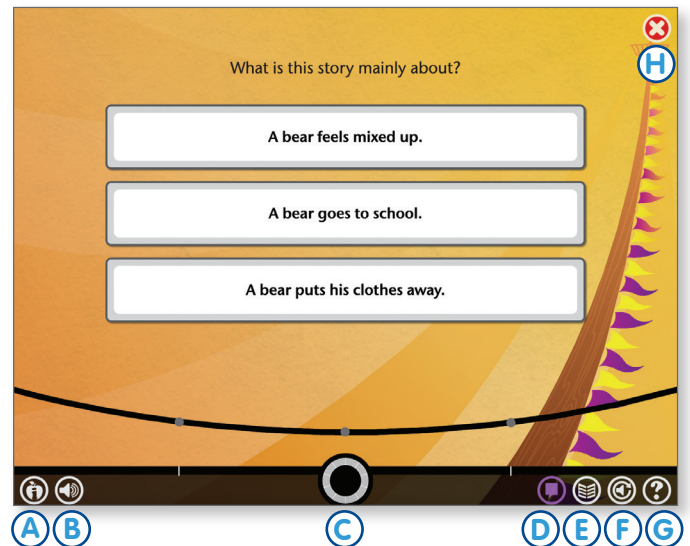 H
What is this story mainly about?
A bear feels mixed up.
A bear goes to school.
A bear puts his clothes away.
?
A B C D E F G